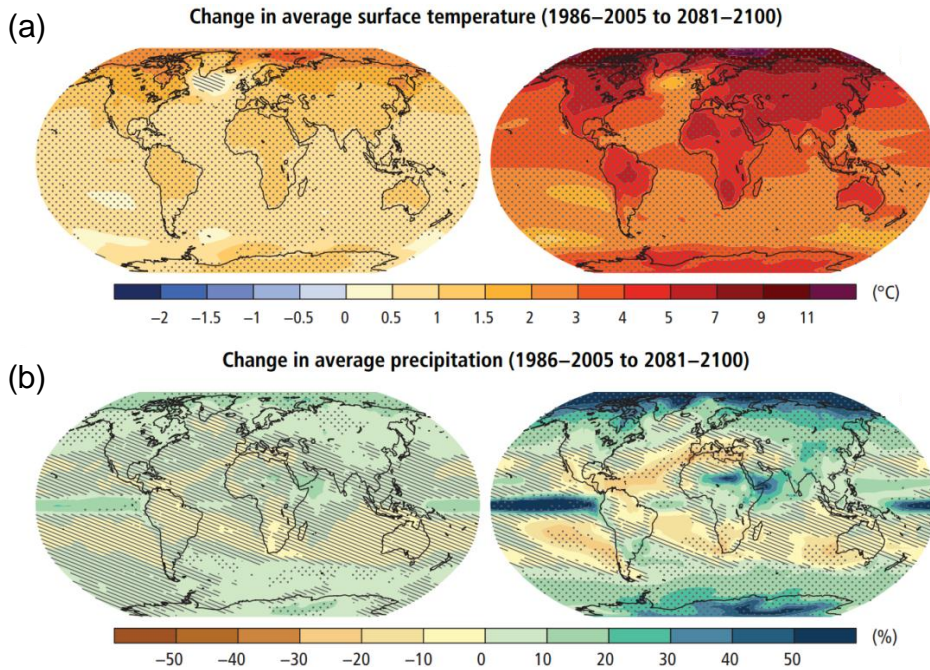 (a)
Change in average surface temperature (1986–2005 to 2081–2100)
(°C)
−2 −1.5 −1 −0.5 0 0.5 1 1.5 2 3 4 5 7 9 11
(b)
Change in average precipitation (1986–2005 to 2081–2100)
(%)
−50 −40 −30 −20 −10 0 10 20 30 40 50